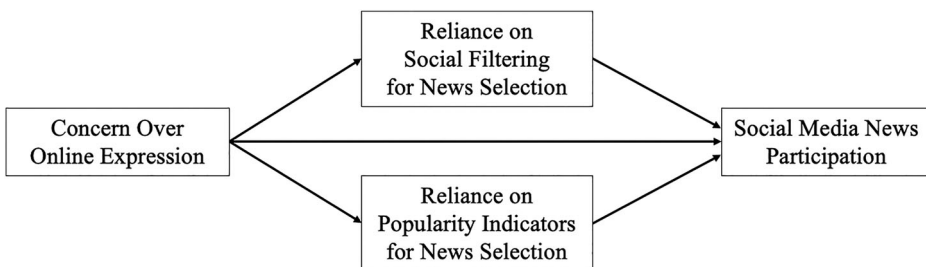 Reliance on
Social Filtering
for News Selection
Concern Over
Online Expression
Social Media News
Participation
Reliance on
Popularity Indicators
for News Selection